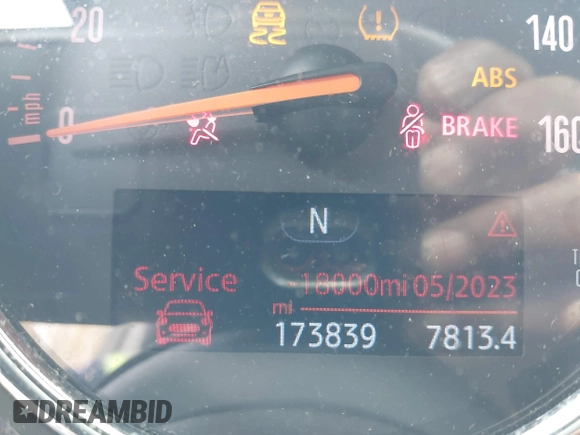 20
140
mph
0
ABS
BRAKE
160
N
Service
-18000mi 05/2023
mi
173839
7813.4
DREAMBID